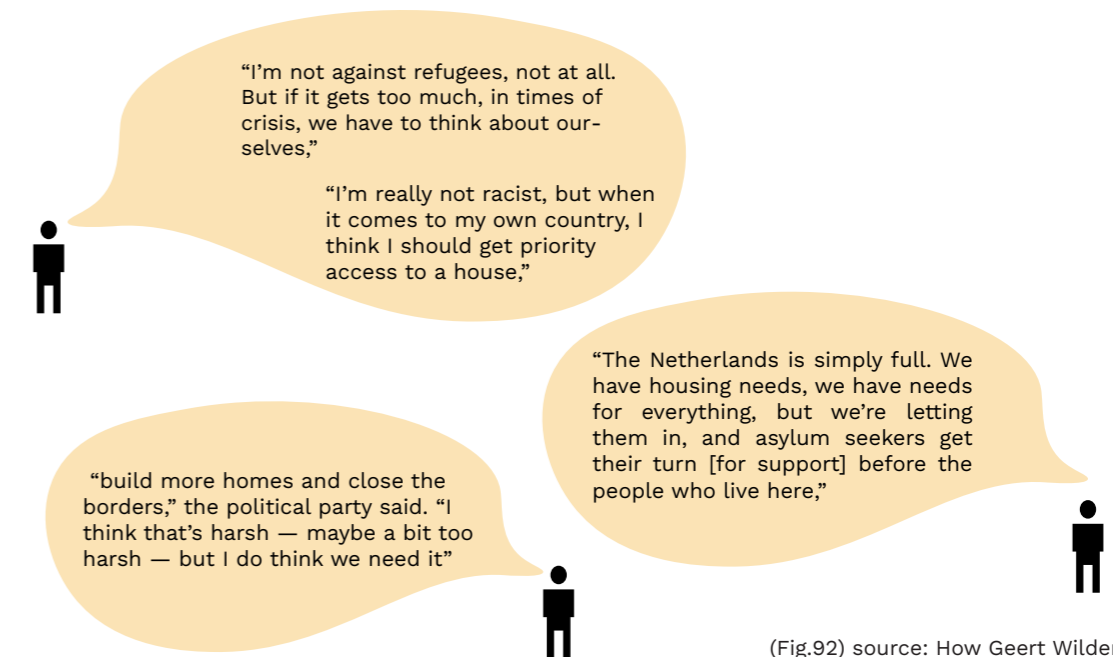 “I’m not against refugees, not at all.
But if it gets too much, in times of
crisis, we have to think about our-
selves,”
“I’m really not racist, but when
it comes to my own country, I
think I should get priority
access to a house,”
“The Netherlands is simply full. We
have housing needs, we have needs
for everything, but we’re letting
them in, and asylum seekers get
their turn [for support] before the
people who live here,”
“build more homes and close the
borders,” the political party said. “I
think that’s harsh — maybe a bit too
harsh — but I do think we need it”
(Fig.92) source: How Geert Wilder